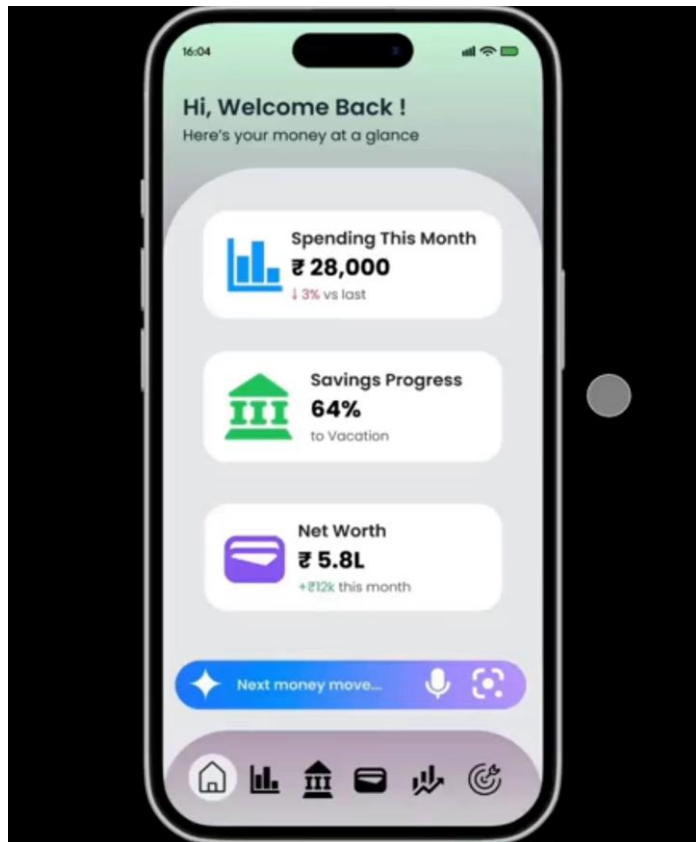 16:04
Hi, Welcome Back !
Here's your money at a glance
Spending This Month
₹ 28,000
↓ 3% vs last
Savings Progress
64%
to Vacation
Net Worth
₹ 5.8L
+₹12k this month
Next money move...